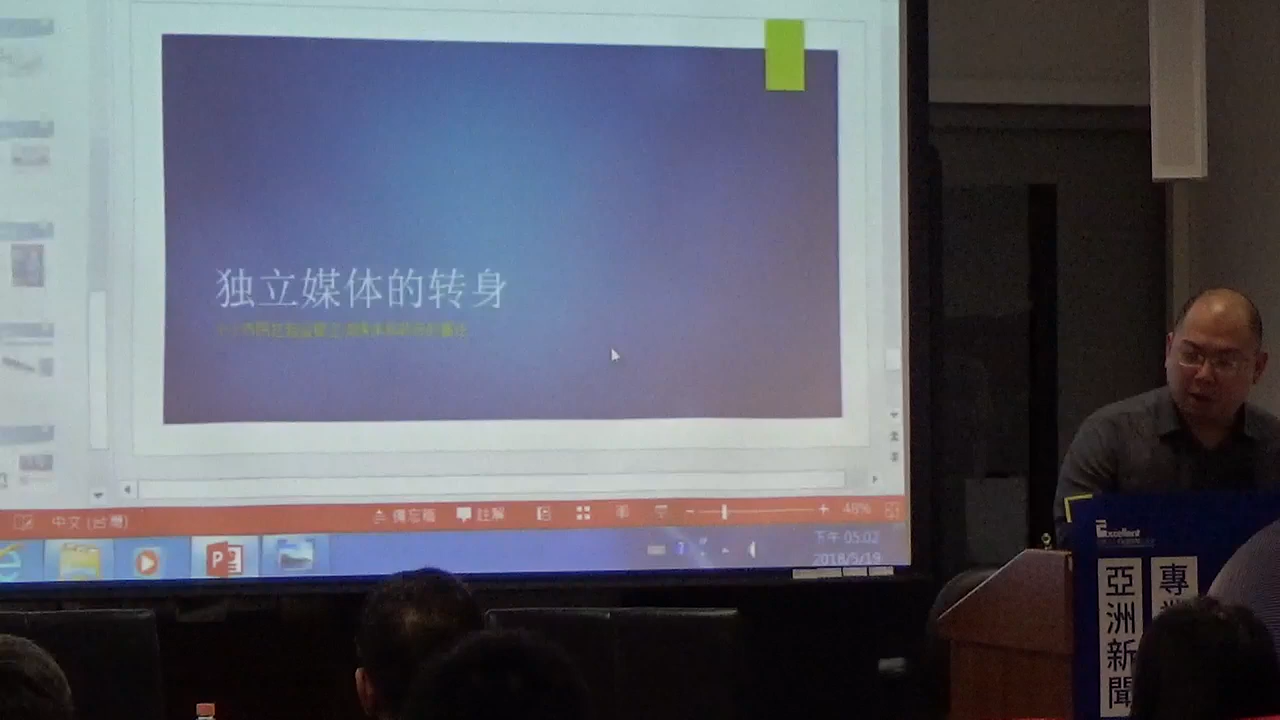 独立媒体的转身
中文 (台灣)
備忘稿
註解
48%
下午 05:02
2018/5/19
Excellent
亞洲新聞
專